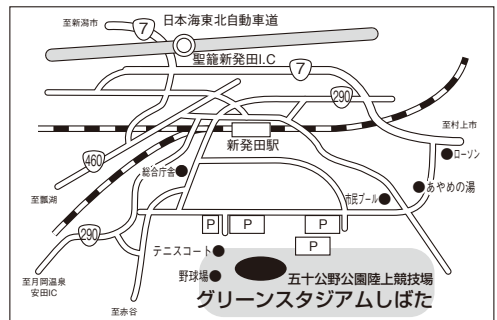 日本海東北自動車道
至新潟市
7
聖籠新発田I.C
7
290
至村上市
新発田駅
ローソン
460
総合庁舎
あやめの湯
至瓢湖
市民プール
P
P
P
290
P
テニスコート
野球場
五十公野公園陸上競技場
至月岡温泉
安田IC
グリーンスタジアムしばた
至赤谷